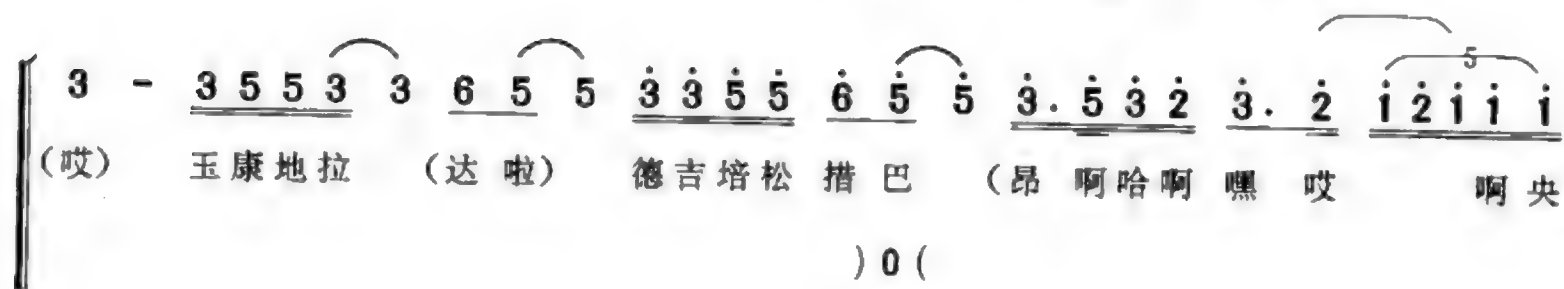 3 - 3 5 5 3 3 6 5 5 3̇ 3̇ 5̇ 5̇ 6̇ 5̇ 5̇ 3̇. 5̇ 3̇ 2̇ 3̇. 2̇ 5 1̇ 2̇ 1̇ 1̇ 1̇
(哎) 玉康地拉 (达 啦) 德吉培松 措 巴 (昂 啊哈啊 嘿 哎 啊 央
) 0 (